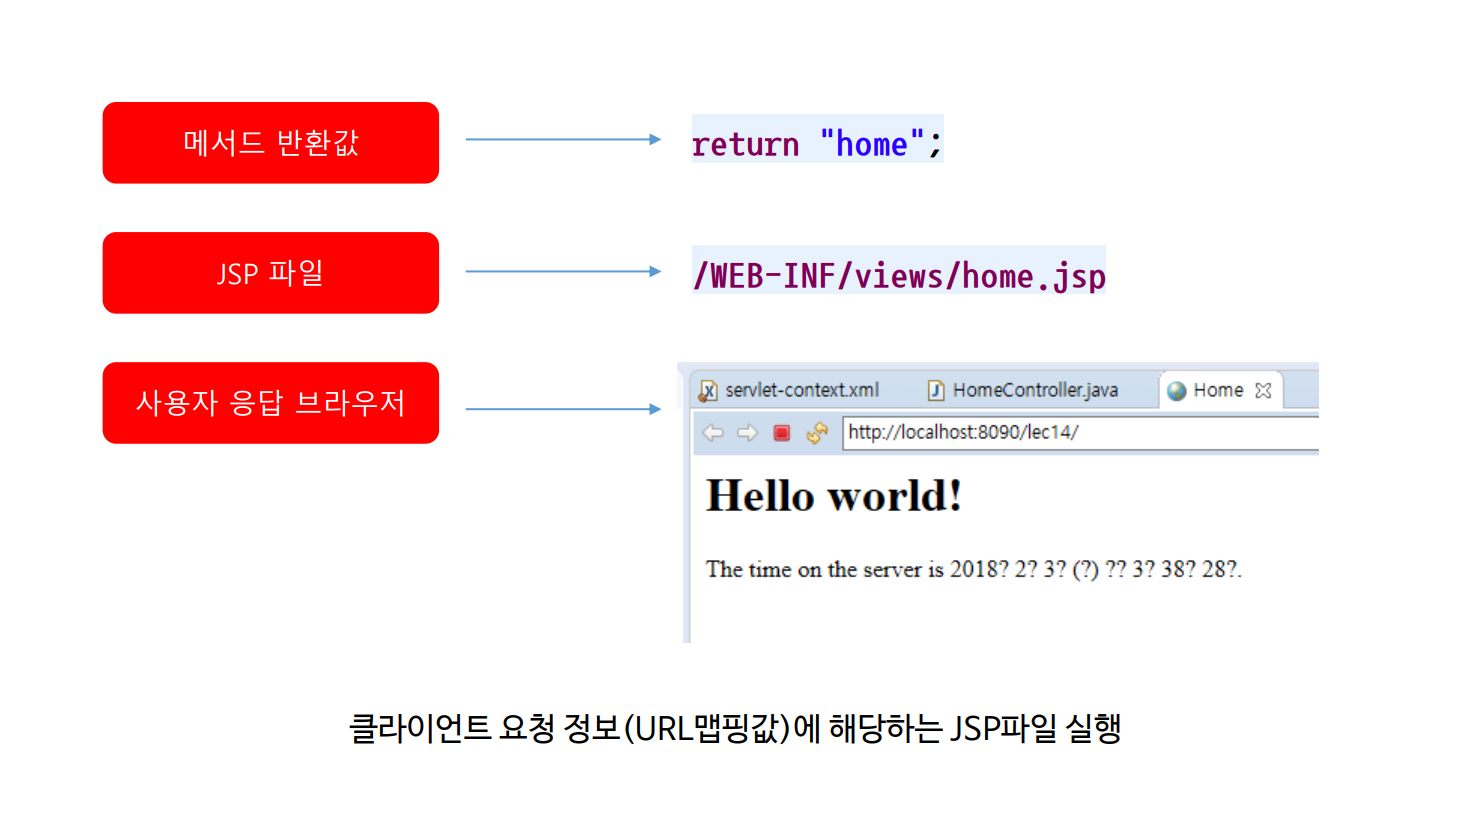 메서드 반환값
return "home";
JSP 파일
/WEB-INF/views/home.jsp
사용자 응답 브라우저
servlet-context.xml HomeController.java Home
http://localhost:8090/lec14/
Hello world!
The time on the server is 2018? 2? 3? (?) ?? 3? 38? 28?.
클라이언트 요청 정보(URL맵핑값)에 해당하는 JSP파일 실행